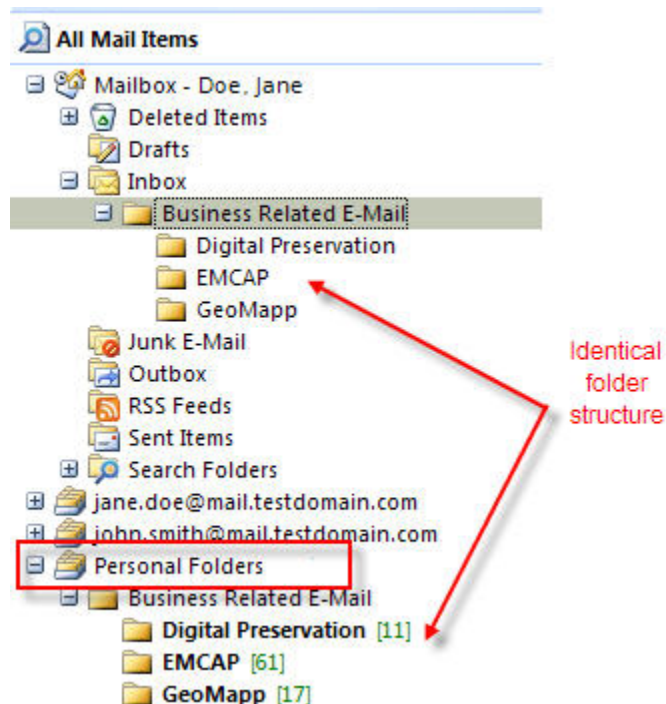 All Mail Items
Mailbox - Doe, Jane
Deleted Items
Drafts
Inbox
Business Related E-Mail
Digital Preservation
EMCAP
GeoMapp
Junk E-Mail
Outbox
RSS Feeds
Sent Items
Search Folders
jane.doe@mail.testdomain.com
john.smith@mail.testdomain.com
Personal Folders
Business Related E-Mail
Digital Preservation [11]
EMCAP [61]
GeoMapp [17]
Identical
folder
structure